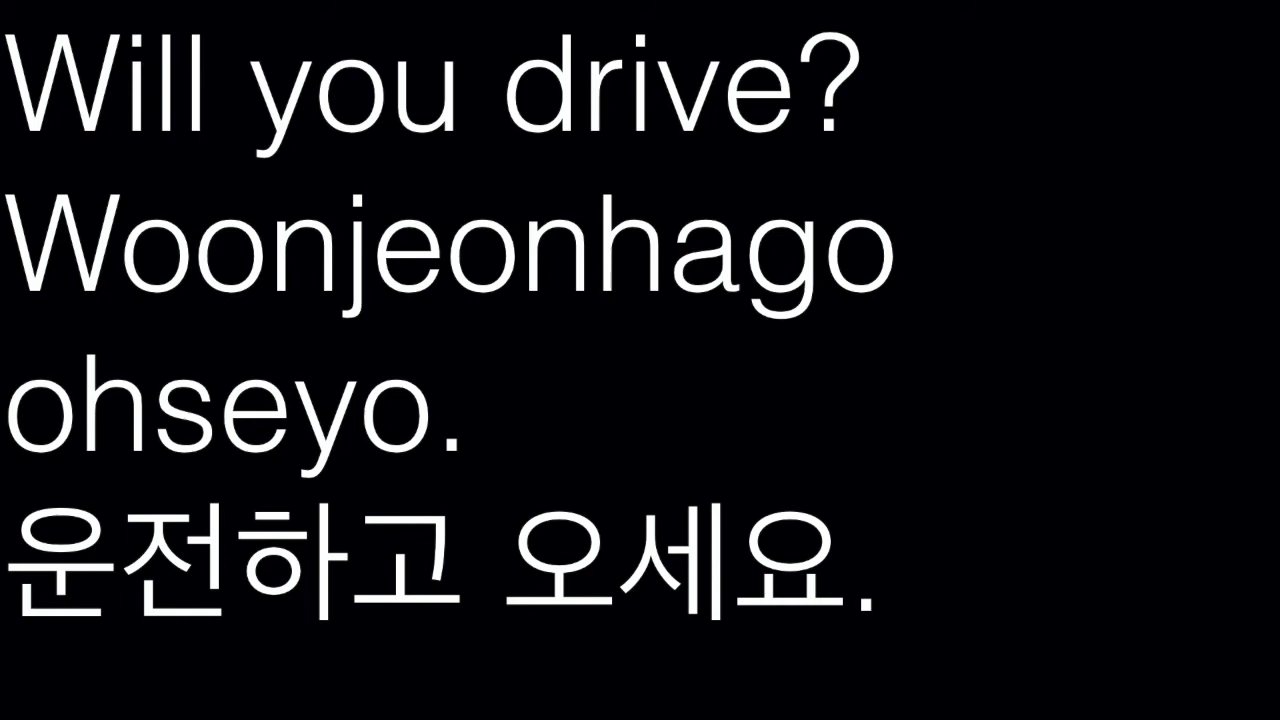 Will you drive?
Woonjeonhago
ohseyo.
운전하고 오세요.